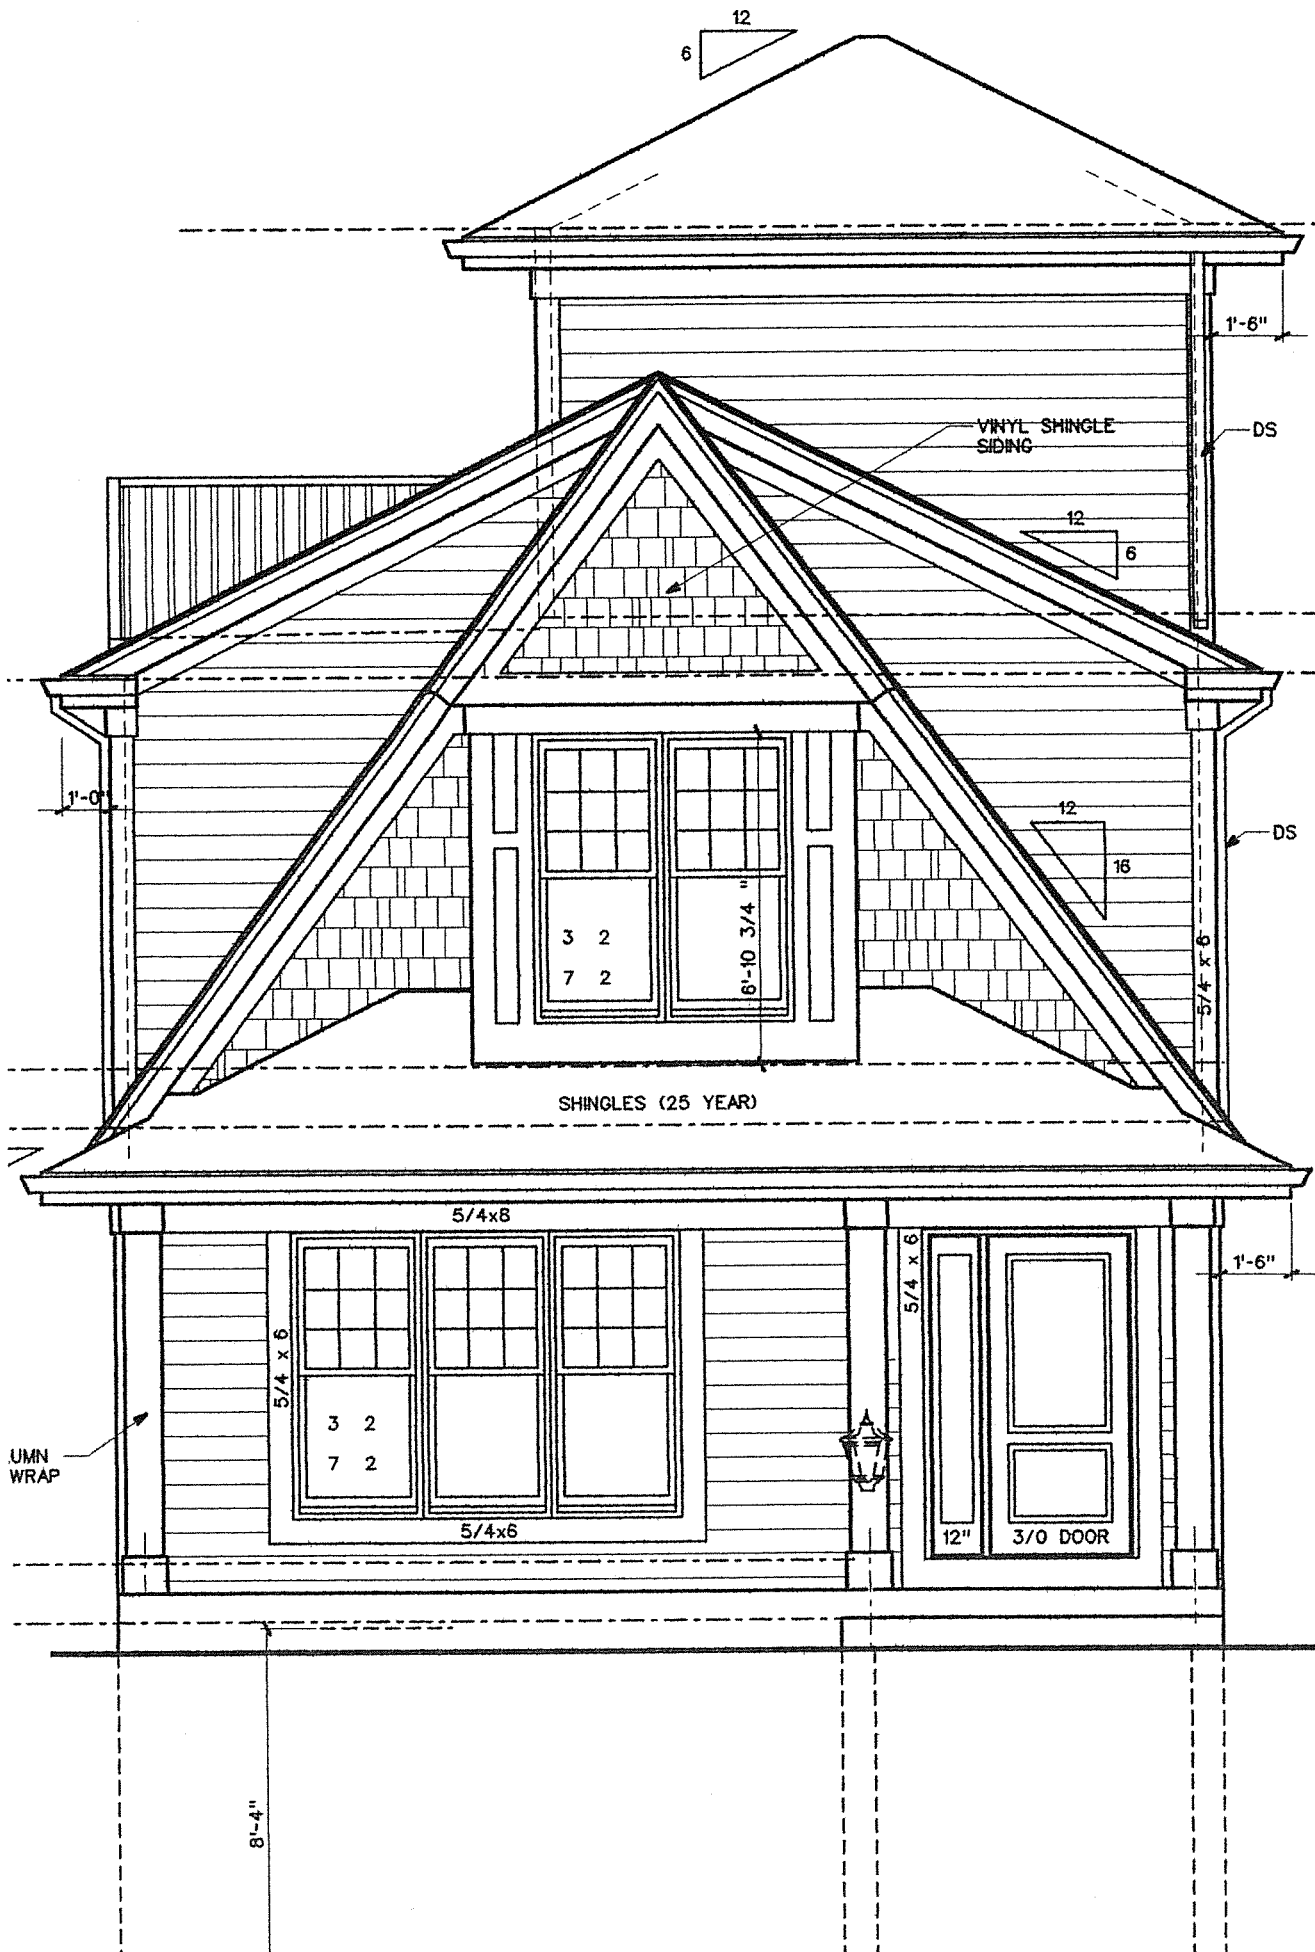 12
6
1'-6"
VINYL SHINGLE
SIDING
DS
12
6
1'-0"
12
16
DS
3 2
7 2
6'-10 3/4 "
5/4 x 6
SHINGLES (25 YEAR)
5/4x8
5/4 x 6
1'-6"
5/4 x 6
3 2
7 2
UMN
WRAP
5/4x6
12"
3/0 DOOR
8'-4"